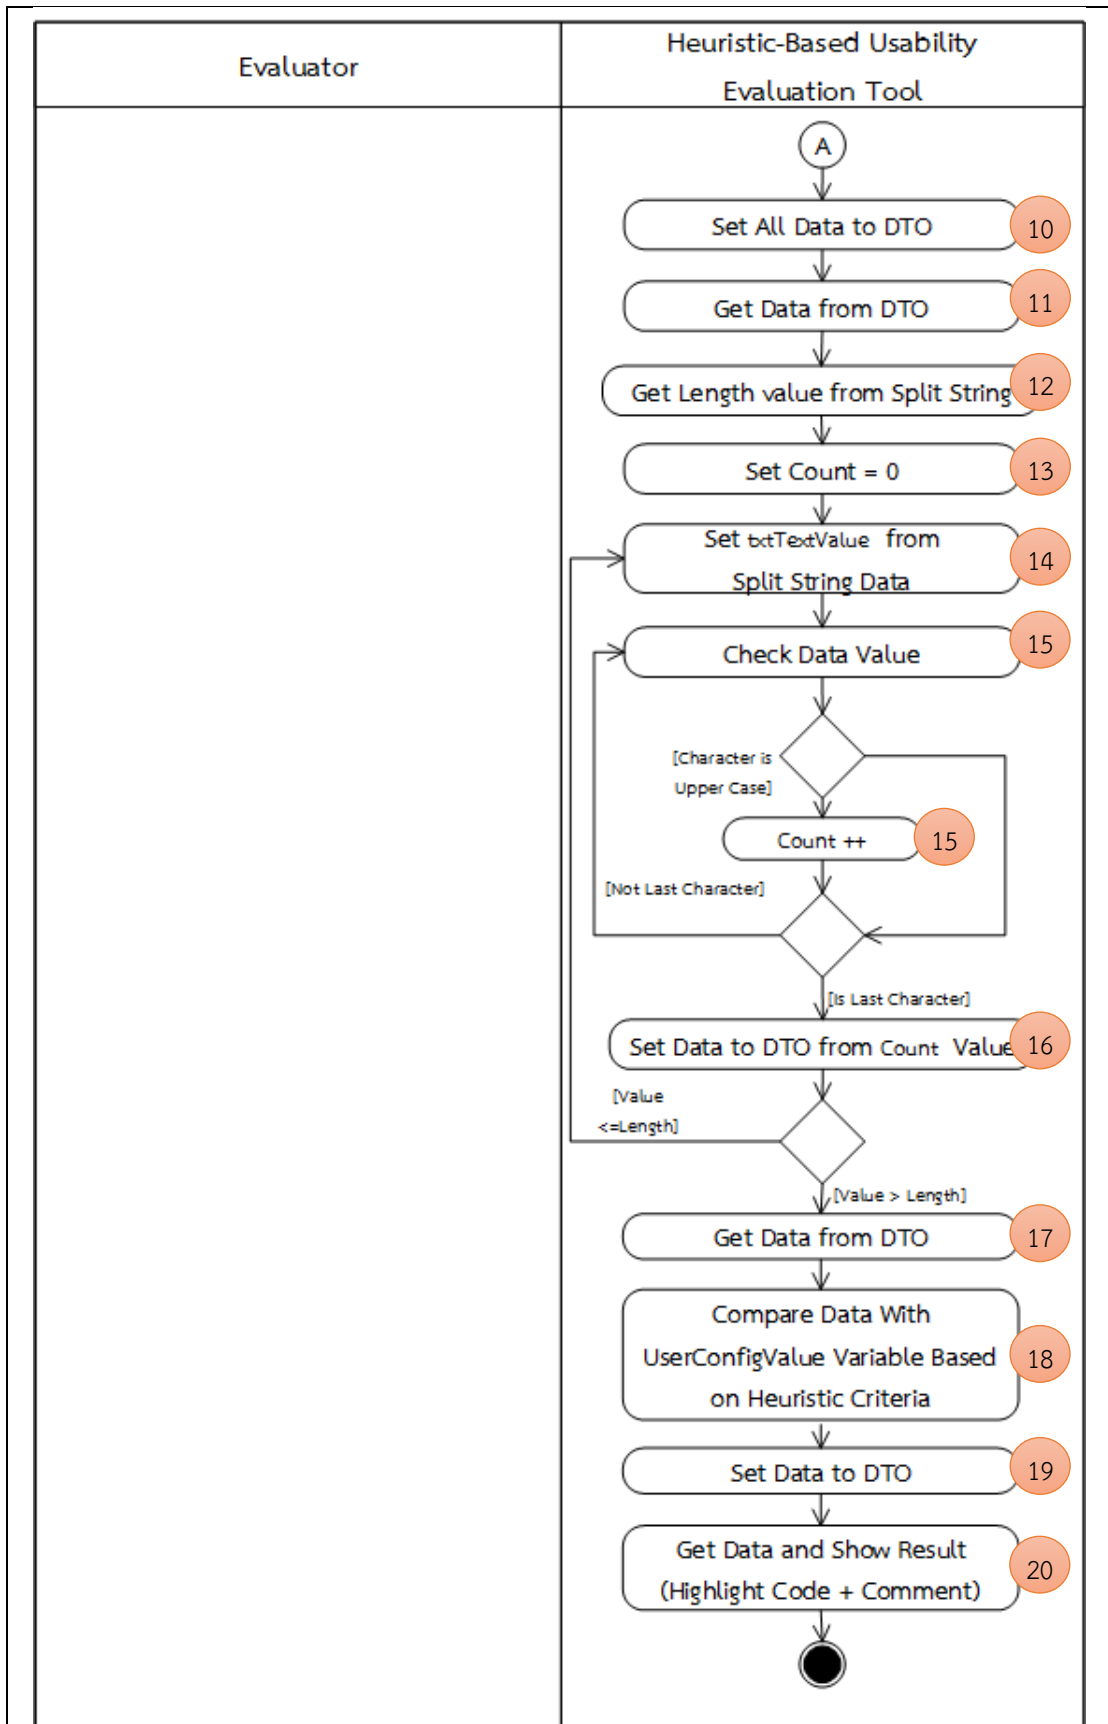 Evaluator
Heuristic-Based Usability
Evaluation Tool
A
Set All Data to DTO
10
Get Data from DTO
11
Get Length value from Split String
12
Set Count = 0
13
Set txtTextValue from
Split String Data
14
Check Data Value
15
[Character is
Upper Case]
Count ++
15
[Not Last Character]
[Is Last Character]
Set Data to DTO from Count Value
16
[Value
<=Length]
[Value > Length]
Get Data from DTO
17
Compare Data With
UserConfigValue Variable Based
on Heuristic Criteria
18
Set Data to DTO
19
Get Data and Show Result
(Highlight Code + Comment)
20